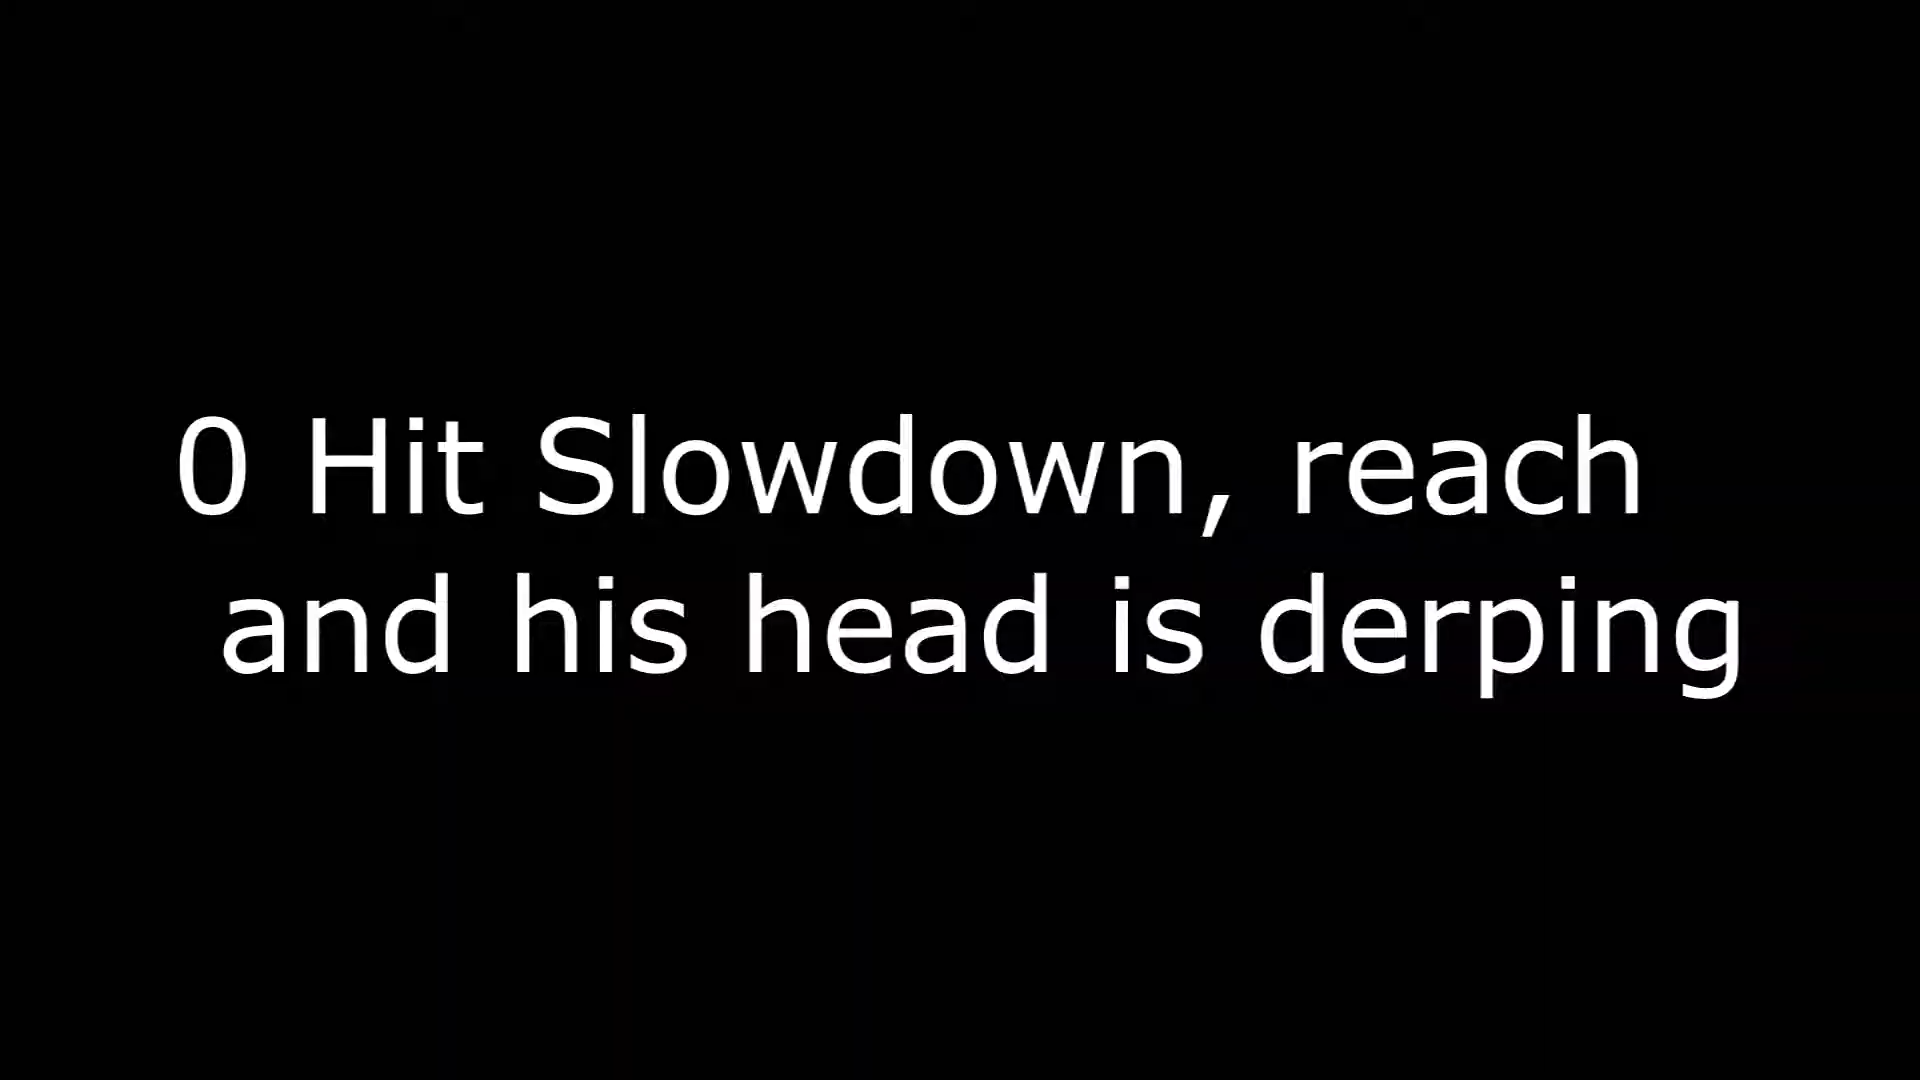 0 Hit Slowdown, reach
and his head is derping